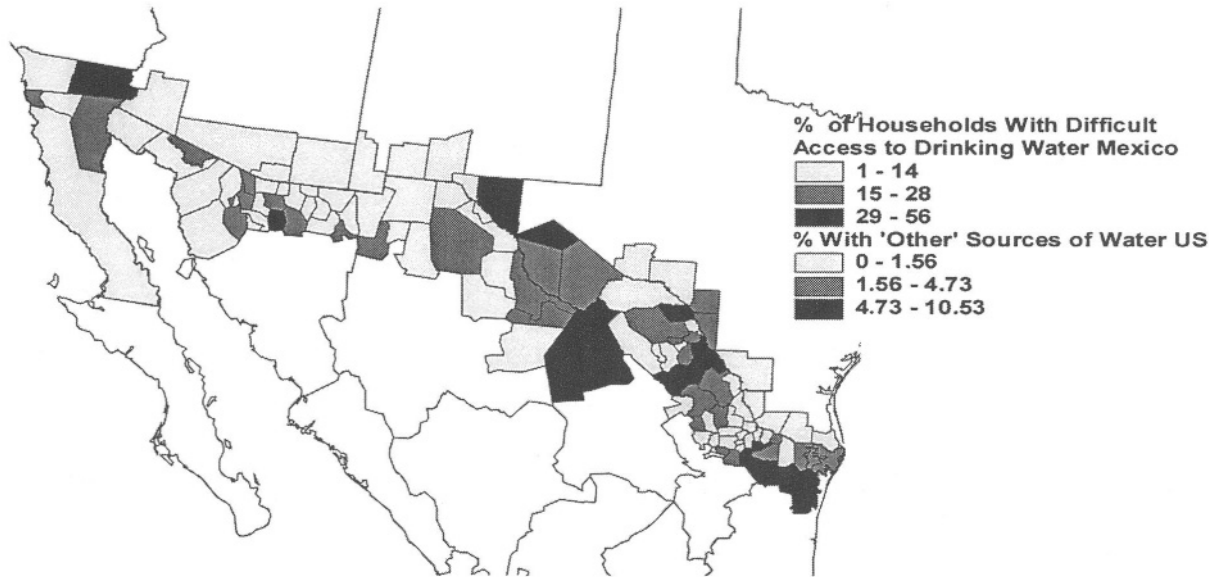 % of Households With Difficult
Access to Drinking Water Mexico
1 - 14
15 - 28
29 - 56
% With 'Other' Sources of Water US
0 - 1.56
1.56 - 4.73
4.73 - 10.53